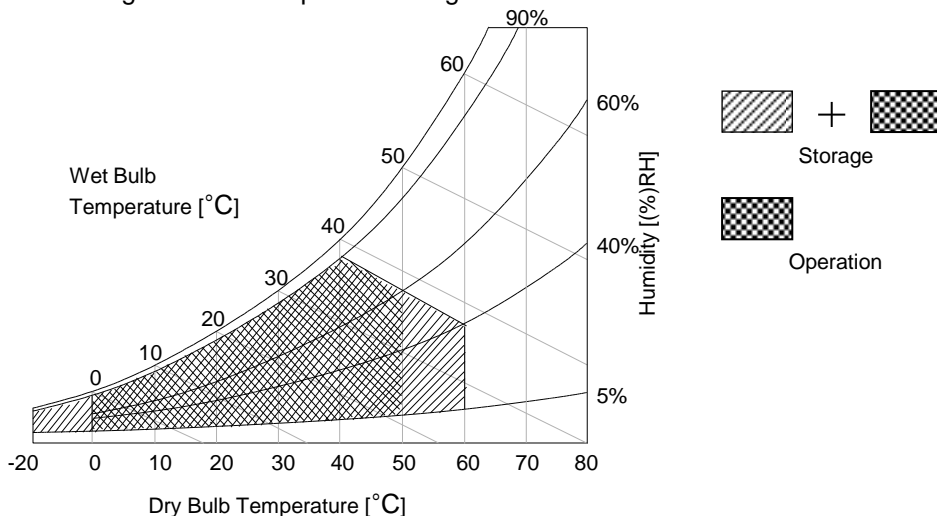 90%
60
60%
50
Wet Bulb
Temperature [°C]
Storage
40
40%
Humidity [(%)RH]
30
Operation
20
10
0
5%
-20 0 10 20 30 40 50 60 70 80
Dry Bulb Temperature [°C]